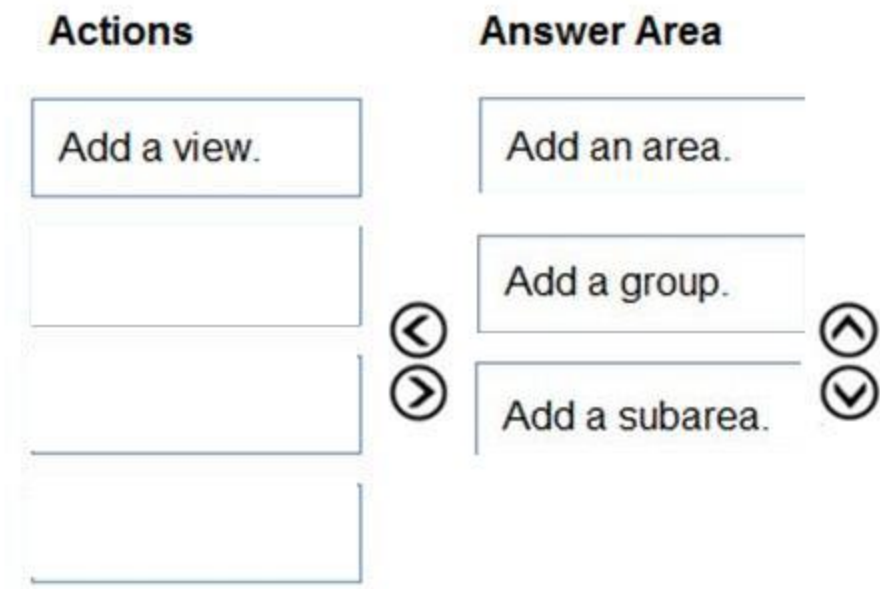 Actions
Answer Area
Add a view.
Add an area.
Add a group.
Add a subarea.